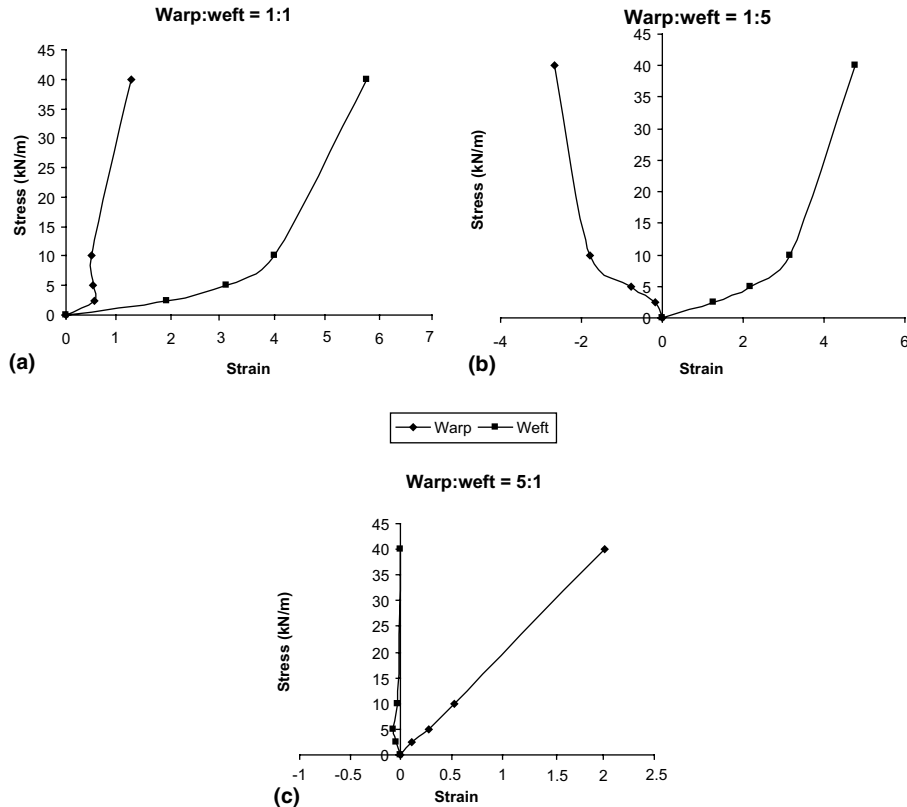 Warp:weft = 1:1
45
40
35
30
25
20
15
10
5
0
Stress (kN/m)
0 1 2 3 4 5 6 7
Strain
(a)
Warp:weft = 1:5
45
40
35
30
25
20
15
10
5
0
Stress (kN/m)
-4 -2 0 2 4 6
Strain
(b)
Warp Weft
Warp:weft = 5:1
45
40
35
30
25
20
15
10
5
0
Stress (kN/m)
-1 -0.5 0 0.5 1 1.5 2 2.5
Strain
(c)